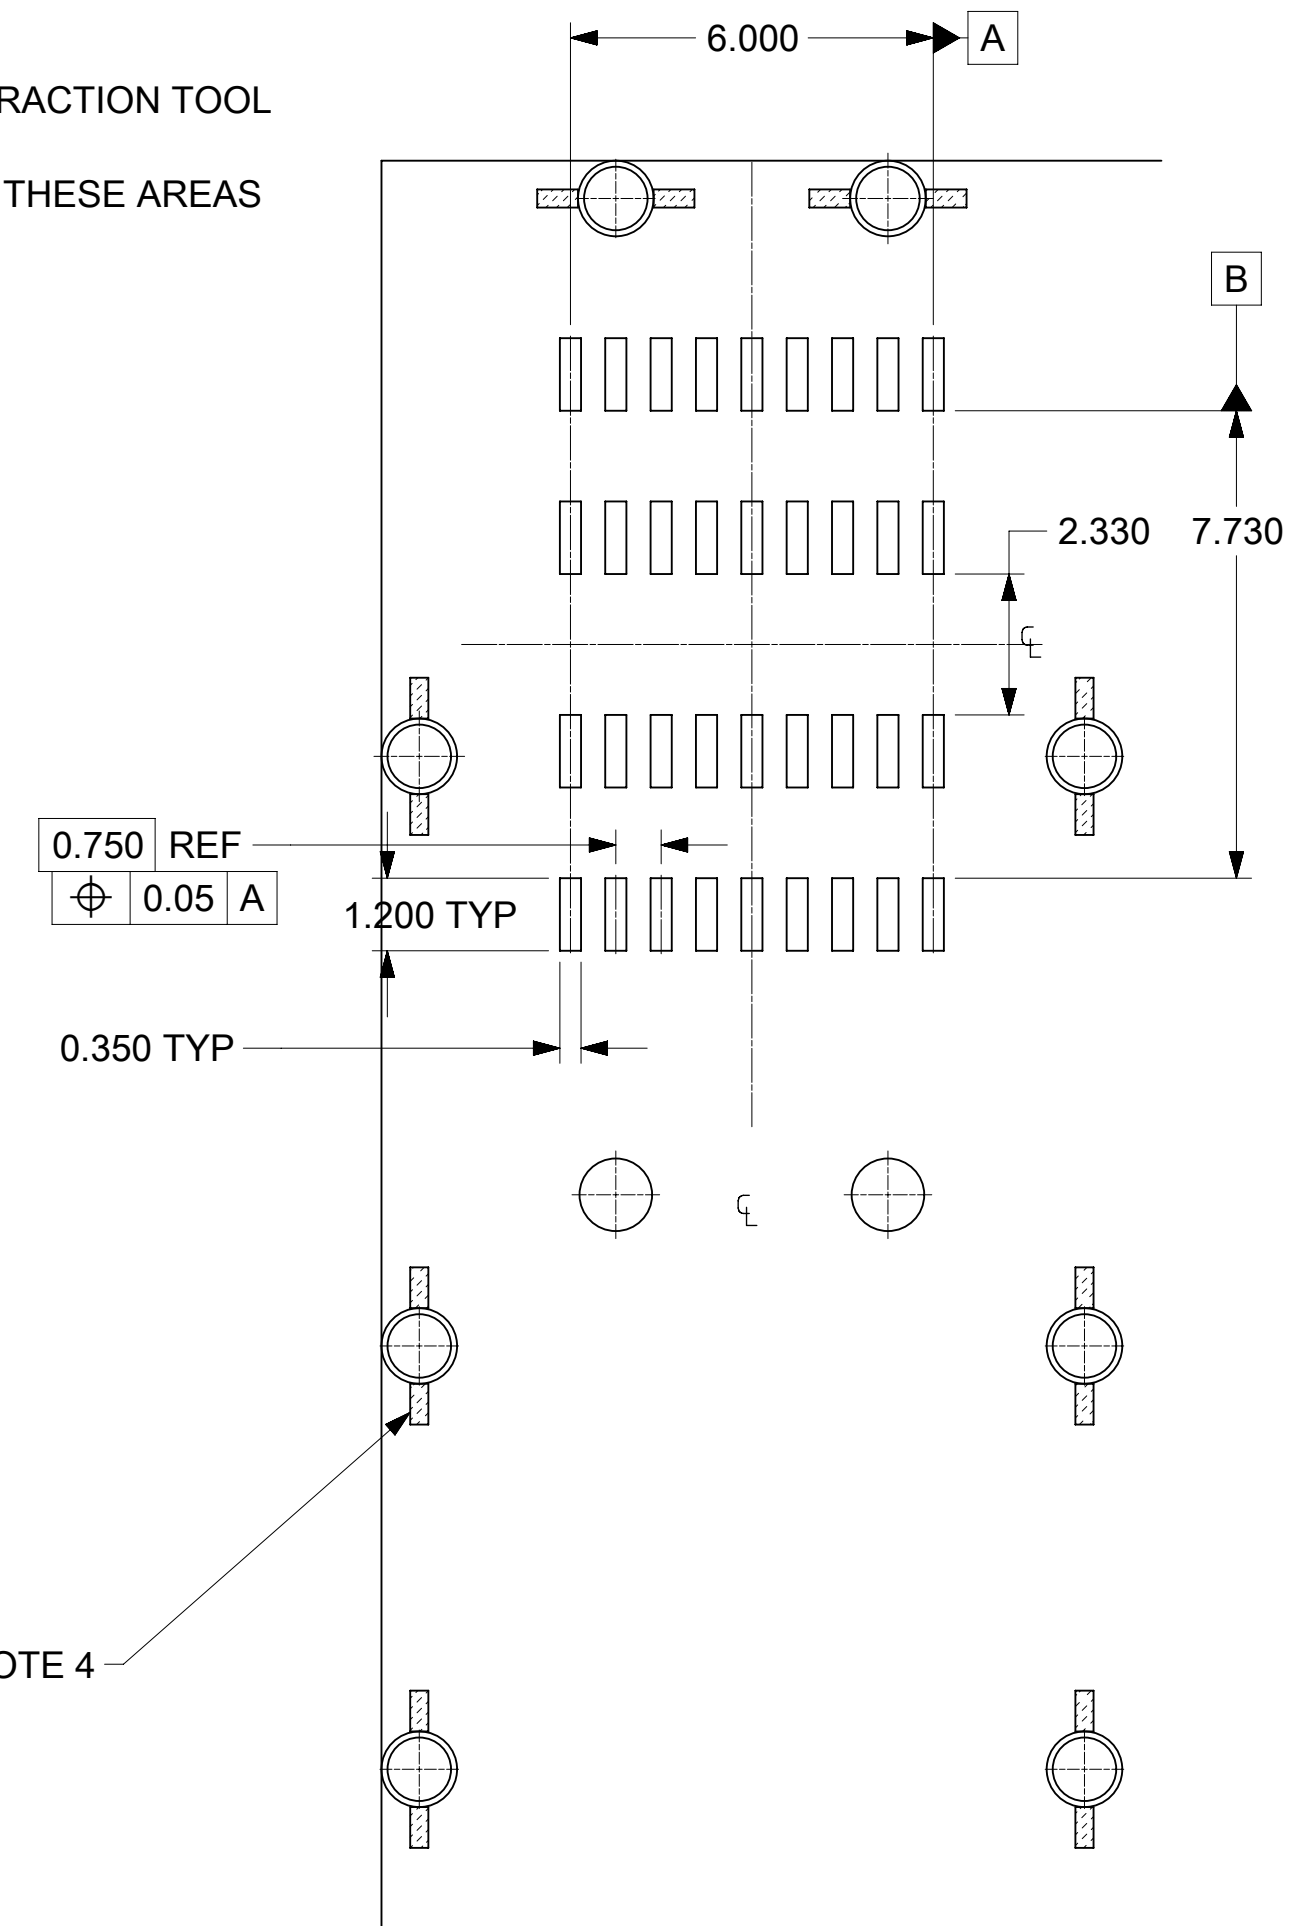 6.000
A
RACTION TOOL
THESE AREAS
B
2.330
7.730
℄
0.750 REF
⌖ 0.05 A
1.200 TYP
0.350 TYP
℄
OTE 4